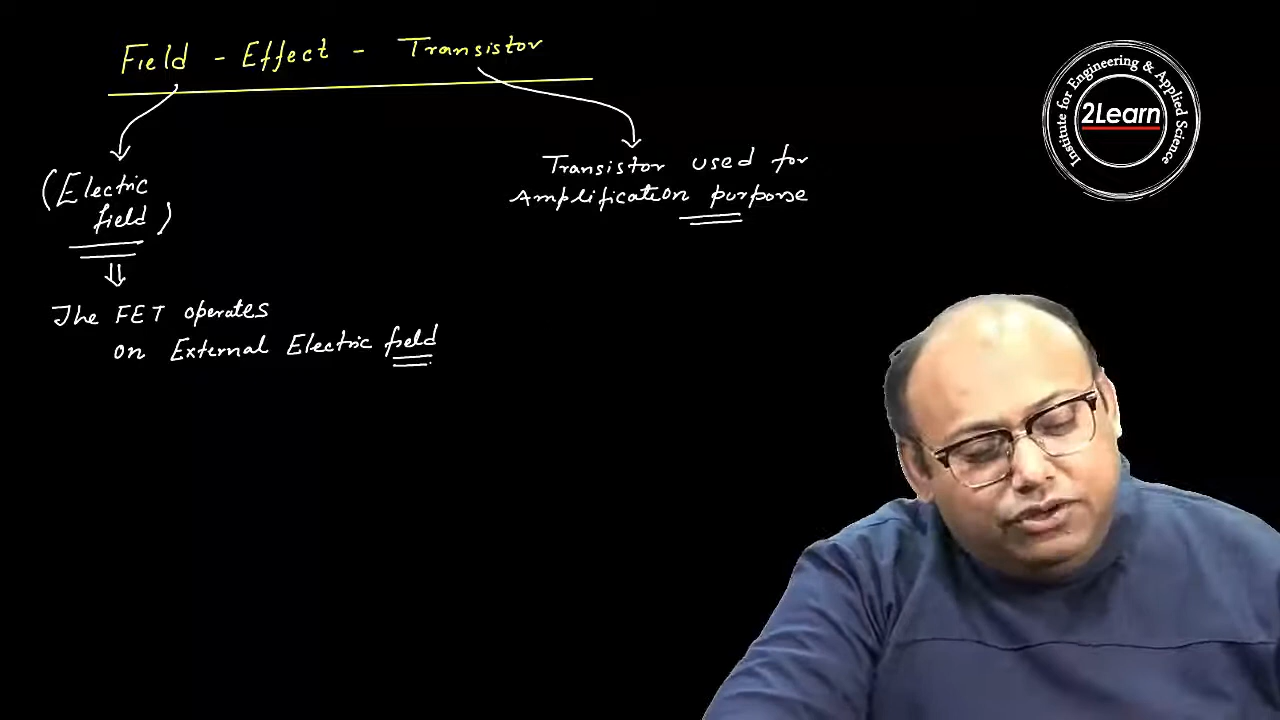 Field - Effect - Transistor
(Electric
field)
Transistor used for
Amplification purporse
The FET operates
on External Electric field
Institute for Engineering & Applied Science
2Learn